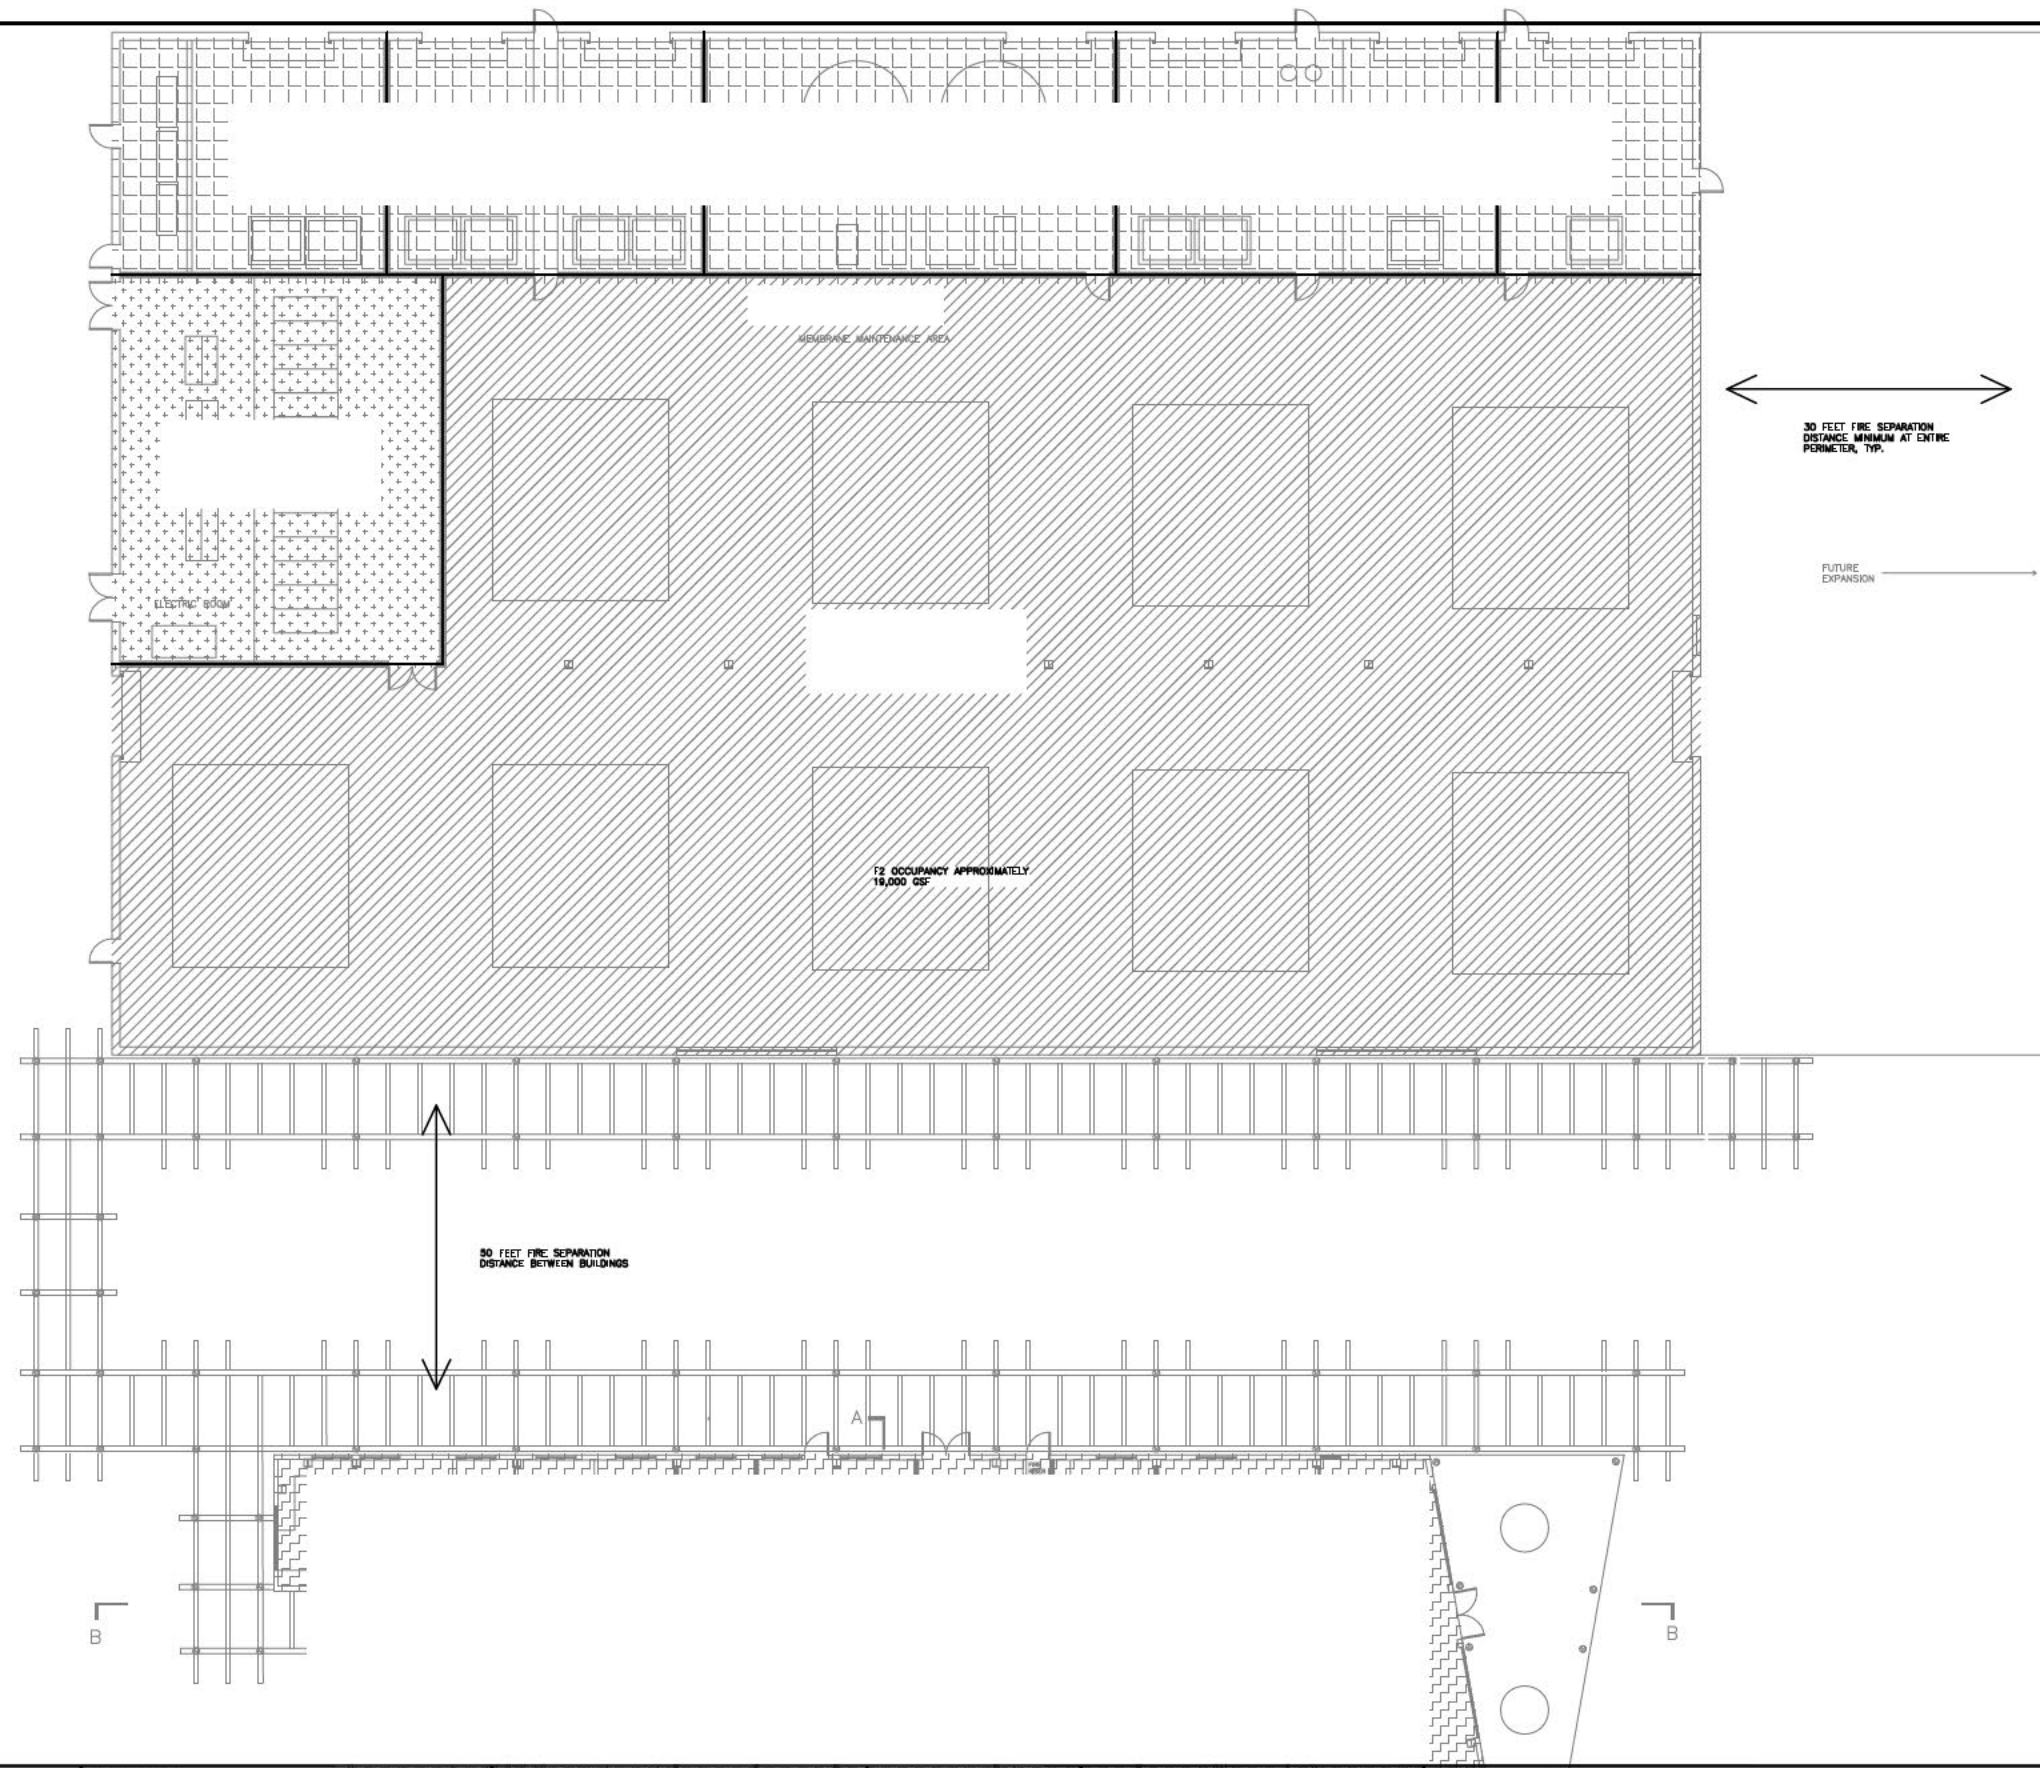 MEMBRANE MAINTENANCE AREA
30 FEET FIRE SEPARATION
DISTANCE MINIMUM AT ENTIRE
PERIMETER, TYP.
FUTURE
EXPANSION
ELECTRIC ROOM
F2 OCCUPANCY APPROXIMATELY
19,000 GSF
50 FEET FIRE SEPARATION
DISTANCE BETWEEN BUILDINGS
A
B
B